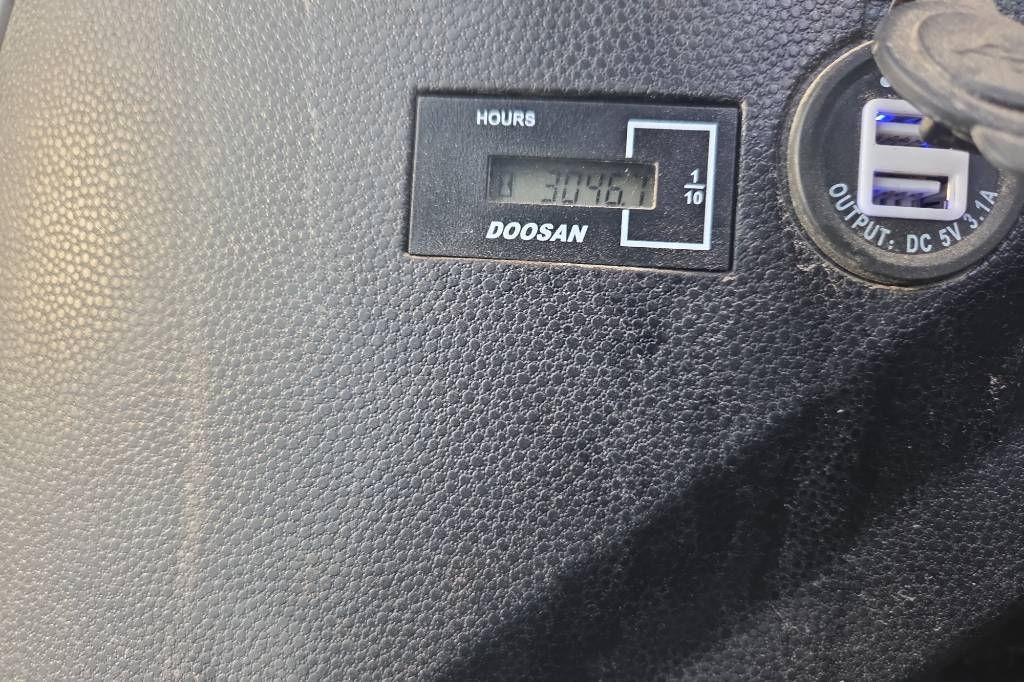 HOURS
3046.1
1
10
DOOSAN
OUTPUT: DC 5V 3.1A